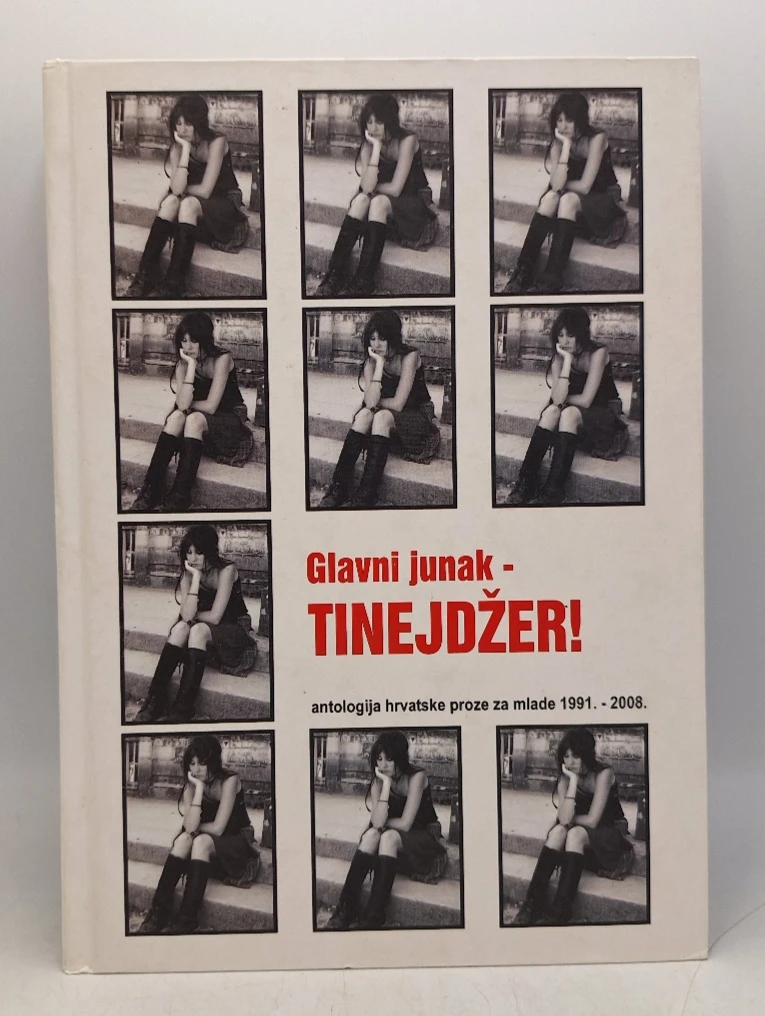 Glavni junak -
TINEJDŽER!
antologija hrvatske proze za mlade 1991. - 2008.